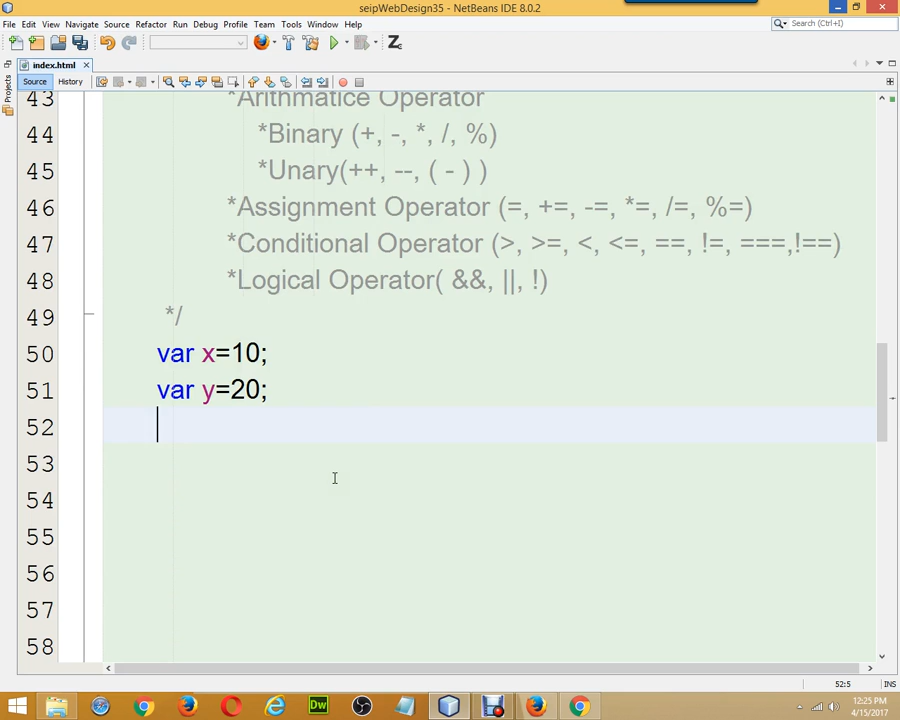 seipWebDesign35 - NetBeans IDE 8.0.2
File Edit View Navigate Source Refactor Run Debug Profile Team Tools Window Help
Search (Ctrl+I)
index.html
Source History
Projects
43 *Arithmatice Operator
44 *Binary (+, -, *, /, %)
45 *Unary(++, --, ( - ) )
46 *Assignment Operator (=, +=, -=, *=, /=, %=)
47 *Conditional Operator (>, >=, <, <=, ==, !=, ===,!==)
48 *Logical Operator( &&, ||, !)
49 */
50 var x=10;
51 var y=20;
52
53
54
55
56
57
58
52:5 INS
Dw
12:25 PM
4/15/2017